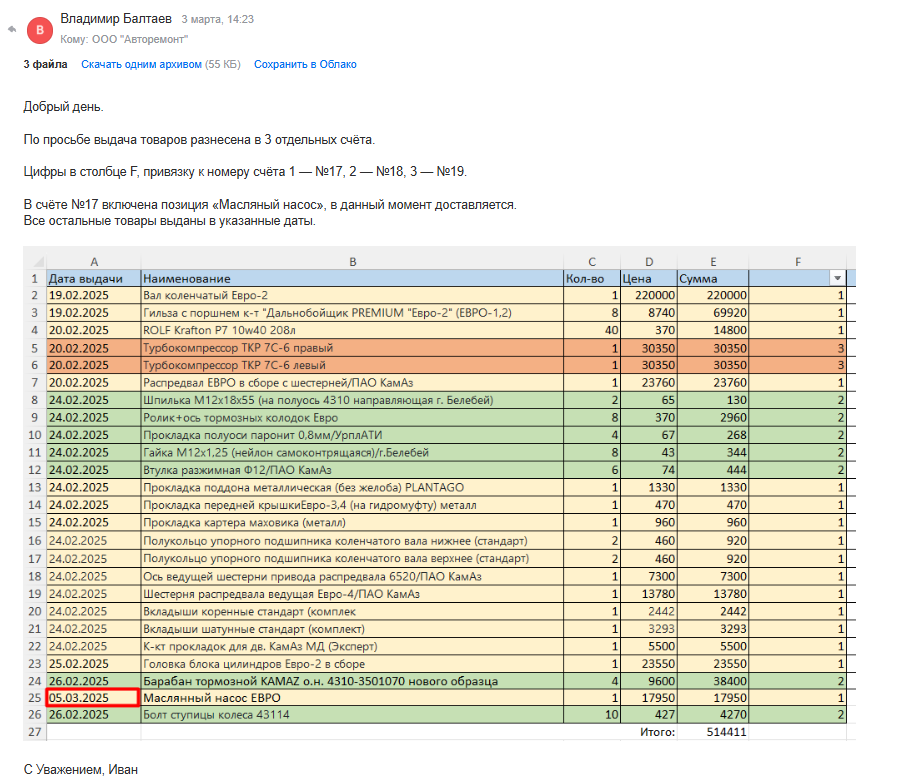 Владимир Балтаев 3 марта, 14:23
В
Кому: ООО "Авторемонт"
3 файла Скачать одним архивом (55 КБ) Сохранить в Облако
Добрый день.
По просьбе выдача товаров разнесена в 3 отдельных счёта.
Цифры в столбце F, привязку к номеру счёта 1 — №17, 2 — №18, 3 — №19.
В счёте №17 включена позиция «Масляный насос», в данный момент доставляется.
Все остальные товары выданы в указанные даты.
A B C D E F
1 Дата выдачи Наименование Кол-во Цена Сумма
2 19.02.2025 Вал коленчатый Евро-2 1 220000 220000 1
3 19.02.2025 Гильза с поршнем к-т "Дальнобойщик PREMIUM "Евро-2" (ЕВРО-1,2) 8 8740 69920 1
4 20.02.2025 ROLF Krafton P7 10w40 208л 40 370 14800 1
5 20.02.2025 Турбокомпрессор ТКР 7С-6 правый 1 30350 30350 3
6 20.02.2025 Турбокомпрессор ТКР 7С-6 левый 1 30350 30350 3
7 20.02.2025 Распредвал ЕВРО в сборе с шестерней/ПАО КамАз 1 23760 23760 1
8 24.02.2025 Шпилька М12х18х55 (на полуось 4310 направляющая г. Белебей) 2 65 130 2
9 24.02.2025 Ролик+ось тормозных колодок Евро 8 370 2960 2
10 24.02.2025 Прокладка полуоси паронит 0,8мм/УрплАТИ 4 67 268 2
11 24.02.2025 Гайка М12х1,25 (нейлон самоконтрящаяся)/г.Белебей 8 43 344 2
12 24.02.2025 Втулка разжимная Ф12/ПАО КамАз 6 74 444 2
13 24.02.2025 Прокладка поддона металлическая (без желоба) PLANTAGO 1 1330 1330 1
14 24.02.2025 Прокладка передней крышкиЕвро-3,4 (на гидромуфту) металл 1 470 470 1
15 24.02.2025 Прокладка картера маховика (металл) 1 960 960 1
16 24.02.2025 Полукольцо упорного подшипника коленчатого вала нижнее (стандарт) 2 460 920 1
17 24.02.2025 Полукольцо упорного подшипника коленчатого вала верхнее (стандарт) 2 460 920 1
18 24.02.2025 Ось ведущей шестерни привода распредвала 6520/ПАО КамАз 1 7300 7300 1
19 24.02.2025 Шестерня распредвала ведущая Евро-4/ПАО КамАз 1 13780 13780 1
20 24.02.2025 Вкладыши коренные стандарт (комплек 1 2442 2442 1
21 24.02.2025 Вкладыши шатунные стандарт (комплект) 1 3293 3293 1
22 24.02.2025 К-кт прокладок для дв. КамАз МД (Эксперт) 1 5500 5500 1
23 25.02.2025 Головка блока цилиндров Евро-2 в сборе 1 23550 23550 1
24 26.02.2025 Барабан тормозной KAMAZ о.н. 4310-3501070 нового образца 4 9600 38400 2
25 05.03.2025 Маслянный насос ЕВРО 1 17950 17950 1
26 26.02.2025 Болт ступицы колеса 43114 10 427 4270 2
27 Итого: 514411
С Уважением, Иван